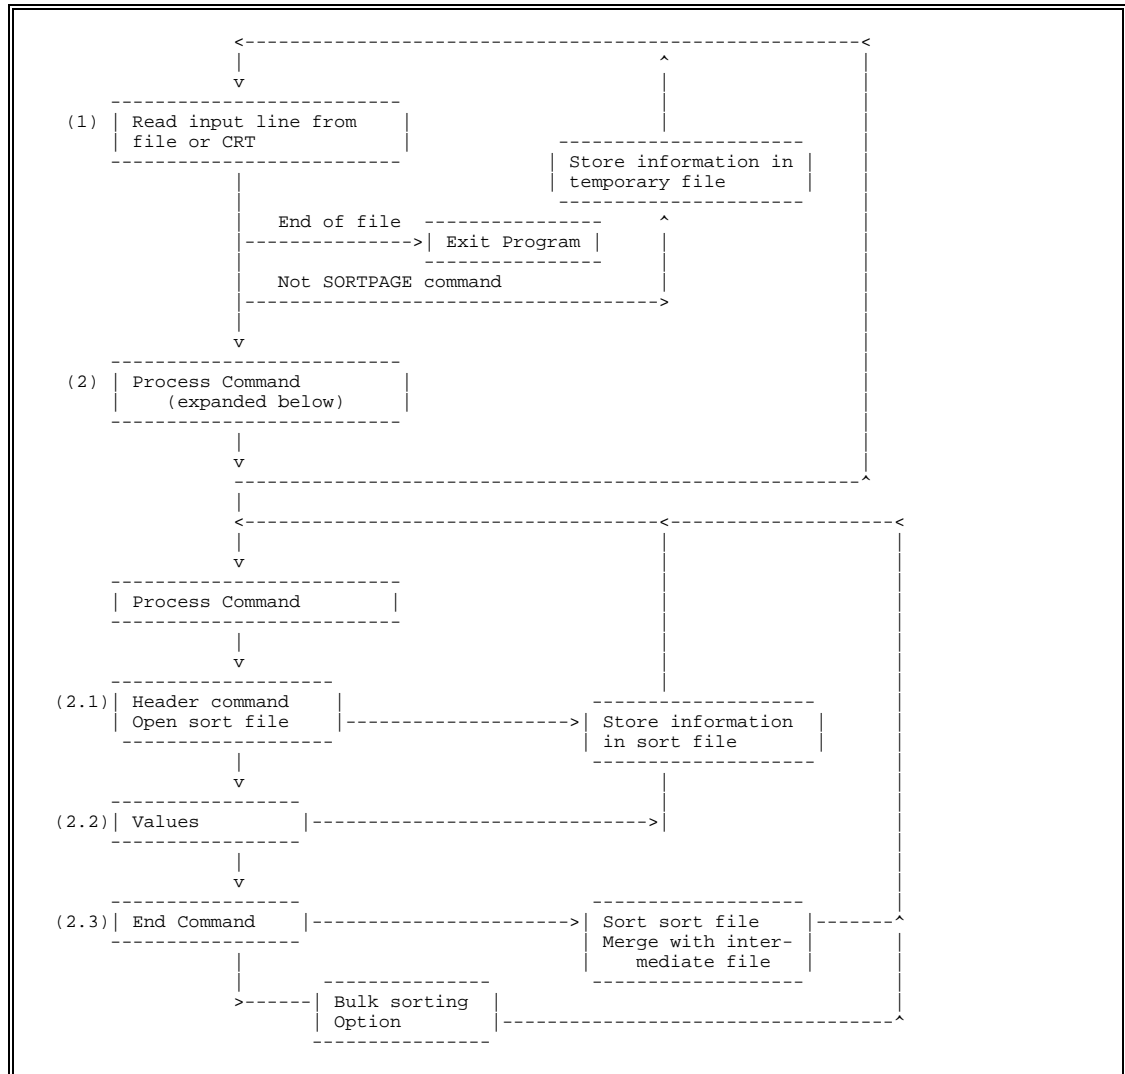 (1) Read input line from
file or CRT
Store information in
temporary file
End of file
Exit Program
Not SORTPAGE command
(2) Process Command
(expanded below)
Process Command
(2.1) Header command
Open sort file
Store information
in sort file
(2.2) Values
(2.3) End Command
Sort sort file
Merge with inter-
mediate file
Bulk sorting
Option